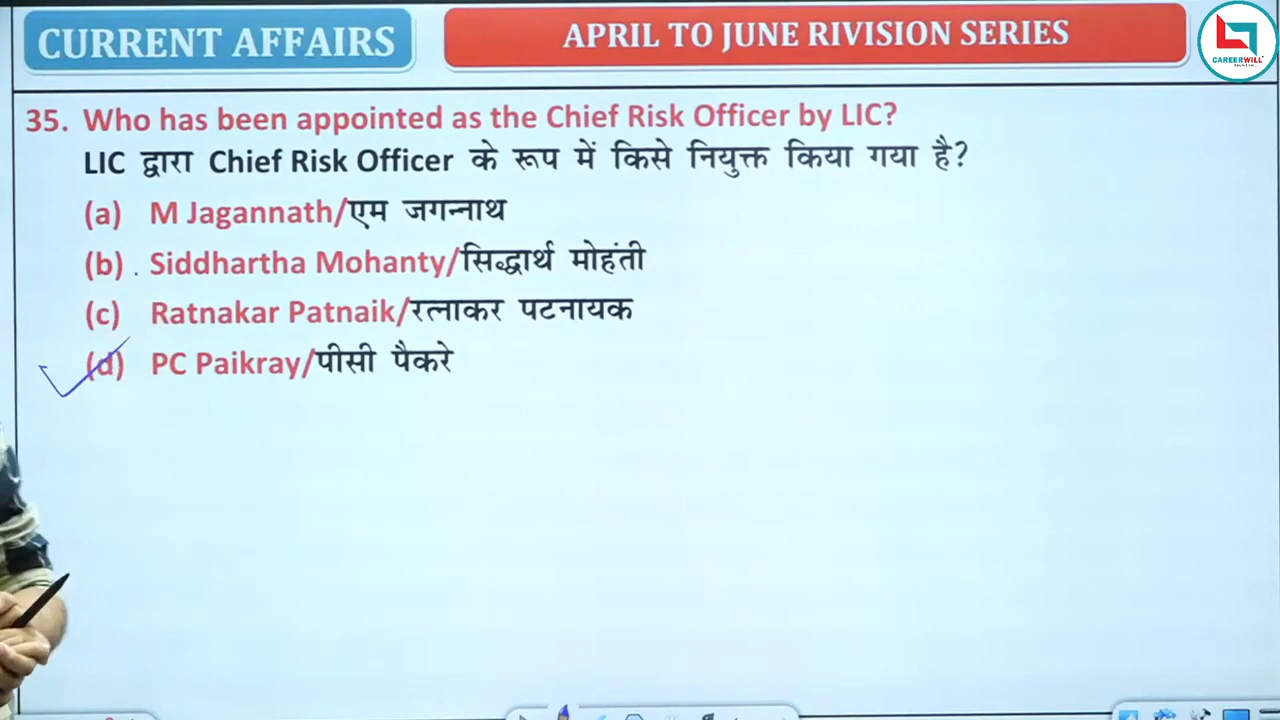 CURRENT AFFAIRS
APRIL TO JUNE RIVISION SERIES
CAREERWILL
35. Who has been appointed as the Chief Risk Officer by LIC?
LIC द्वारा Chief Risk Officer के रूप में किसे नियुक्त किया गया है?
(a) M Jagannath/एम जगन्नाथ
(b) . Siddhartha Mohanty/सिद्धार्थ मोहंती
(c) Ratnakar Patnaik/रत्नाकर पटनायक
(d) PC Paikray/पीसी पैकरे